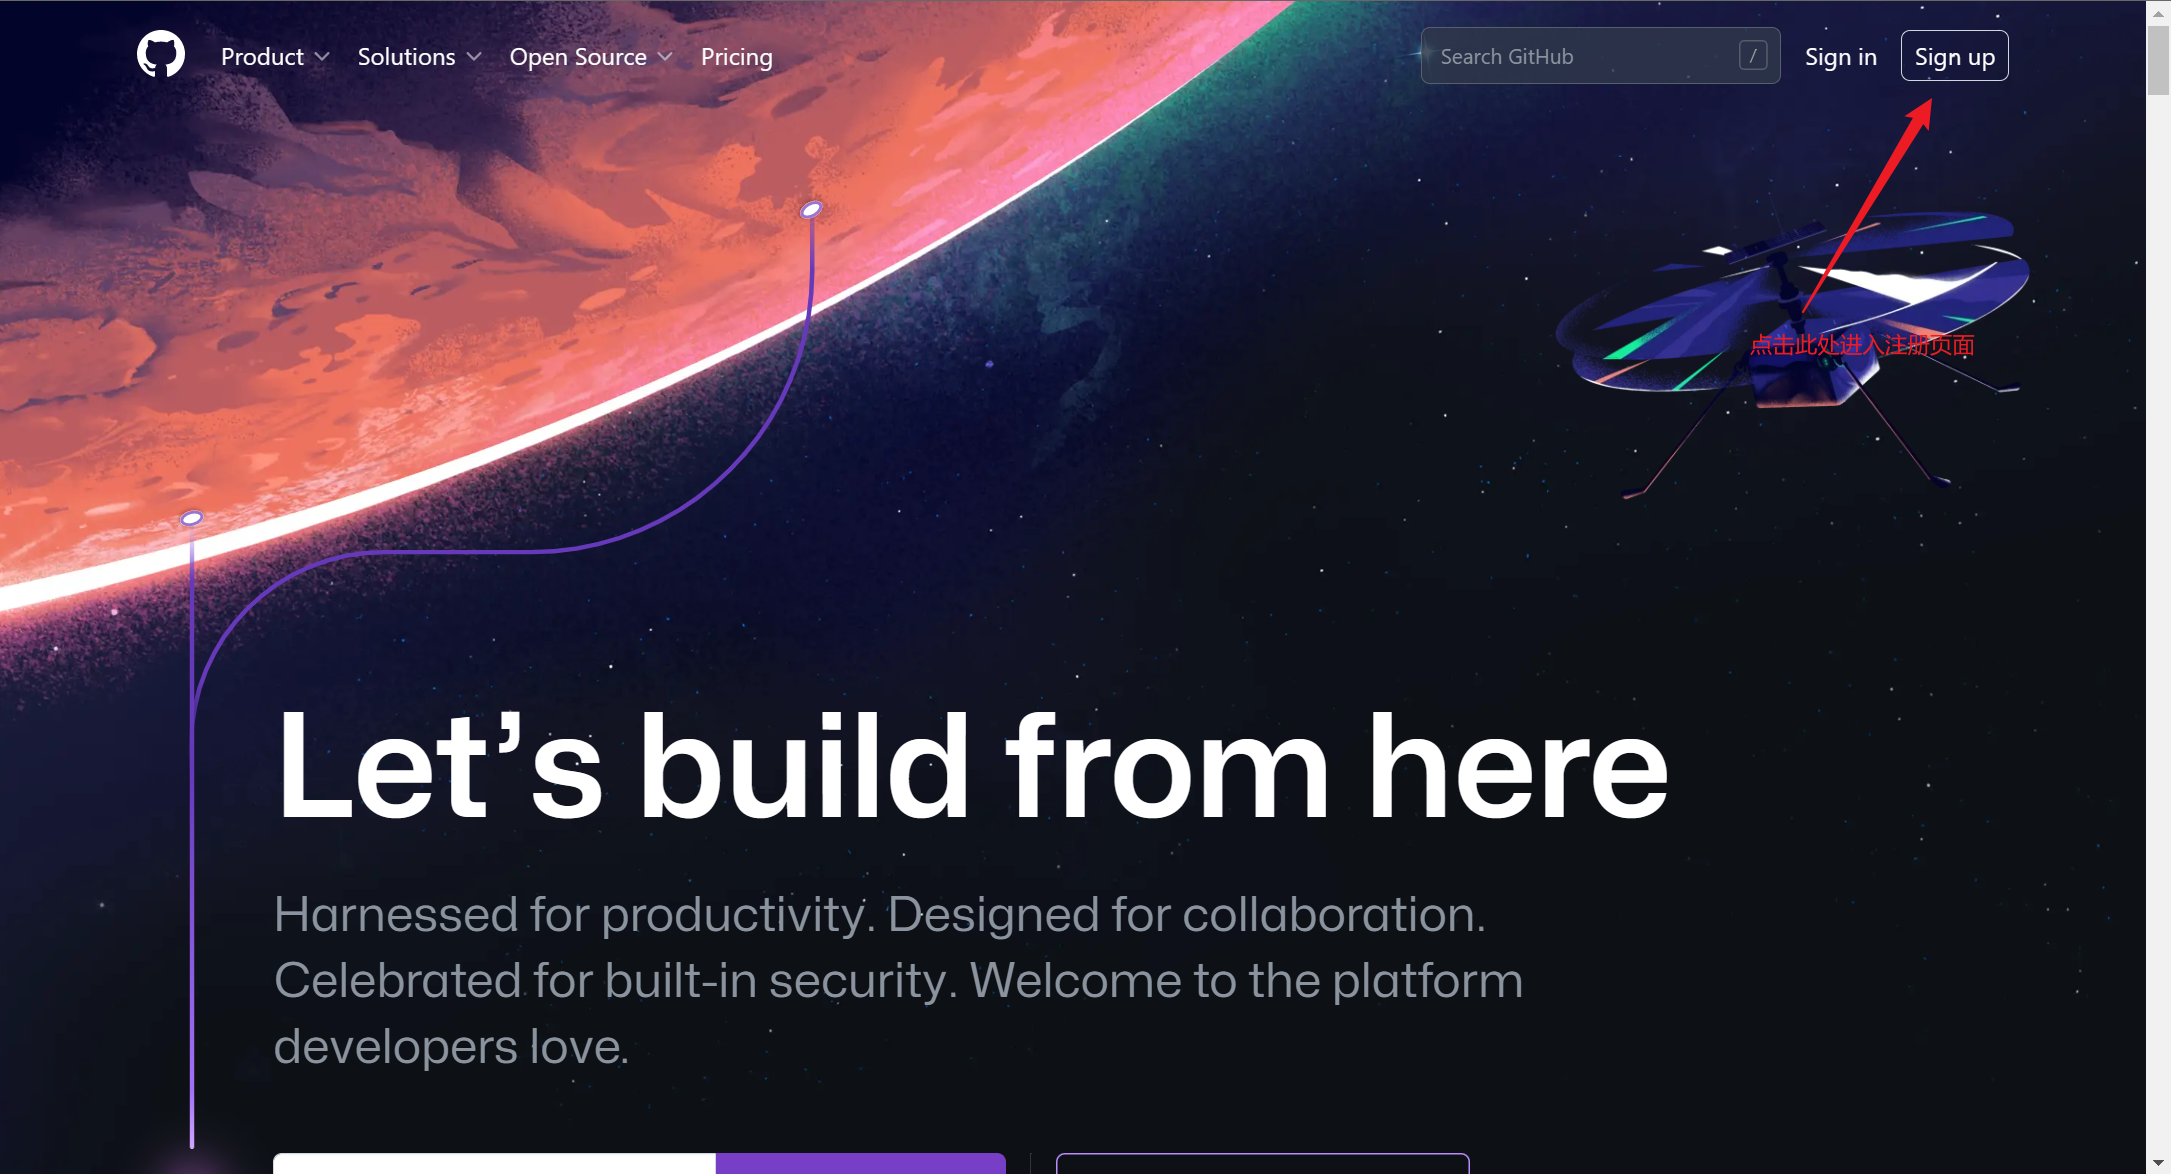 Product
Solutions
Open Source
Pricing
Search GitHub
/
Sign in
Sign up
点击此处进入注册页面
Let’s build from here
Harnessed for productivity. Designed for collaboration.
Celebrated for built-in security. Welcome to the platform
developers love.